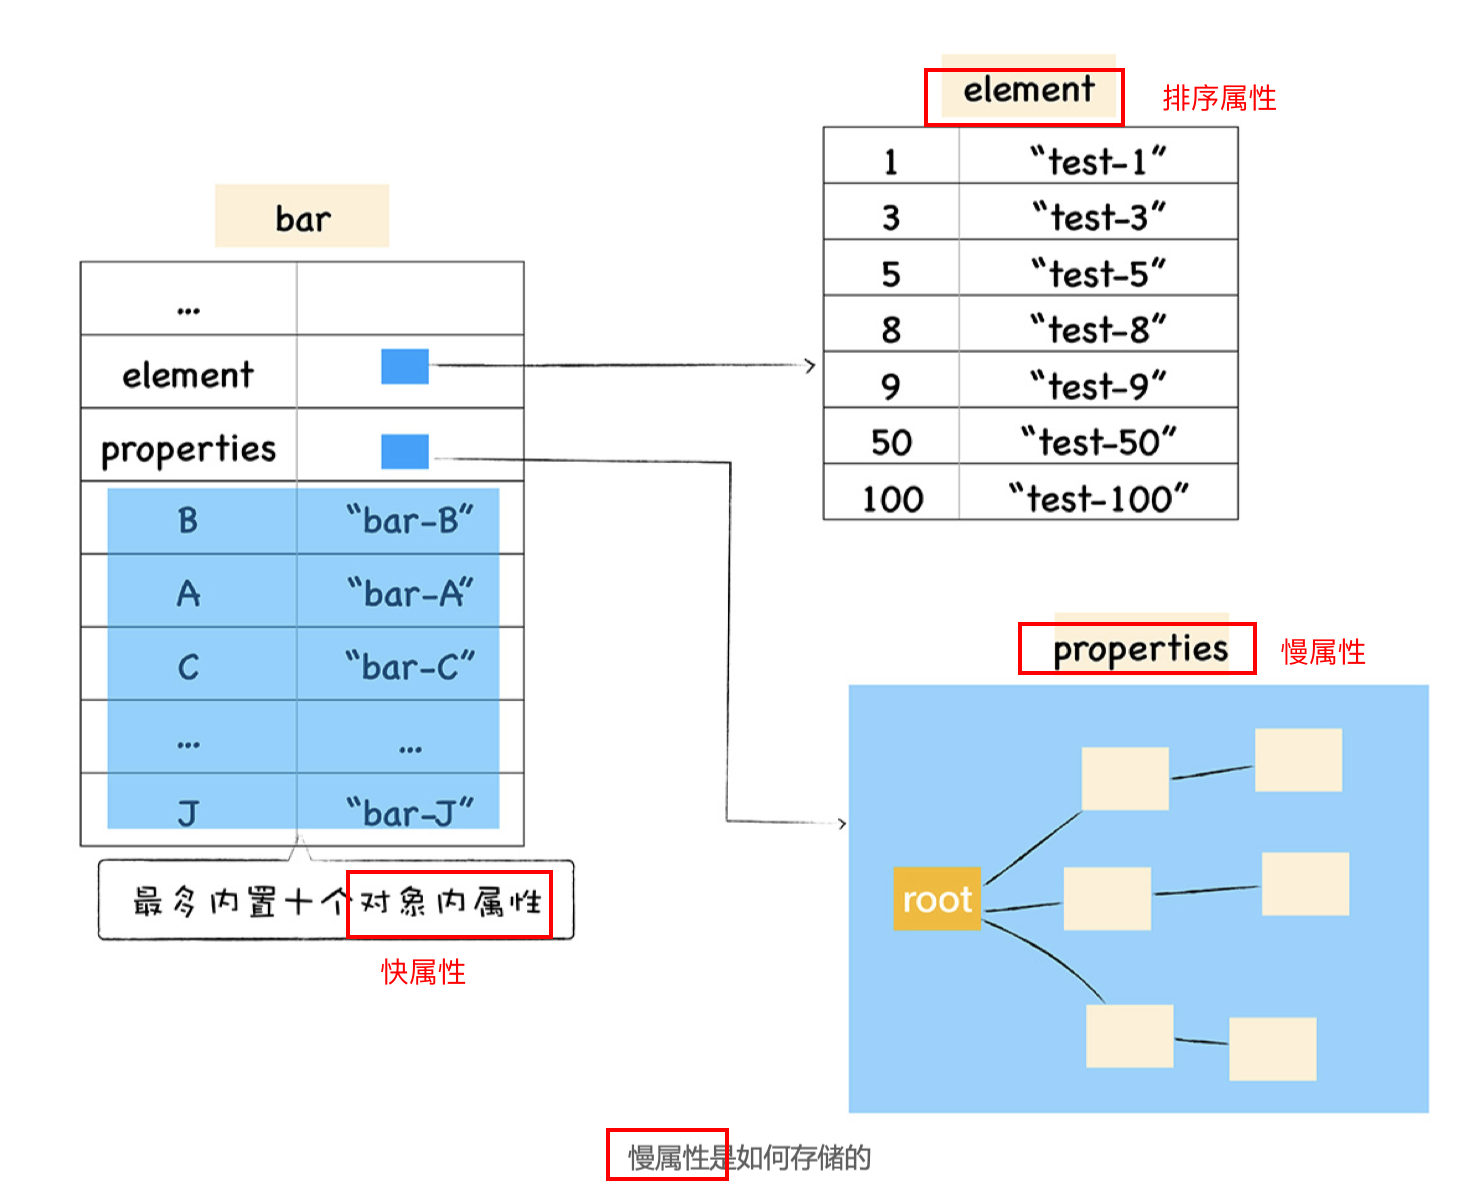 bar
...
element
properties
B “bar-B”
A “bar-A”
C “bar-C”
... ...
J “bar-J”
最多内置十个对象内属性
快属性
element 排序属性
1 “test-1”
3 “test-3”
5 “test-5”
8 “test-8”
9 “test-9”
50 “test-50”
100 “test-100”
properties 慢属性
root
慢属性是如何存储的